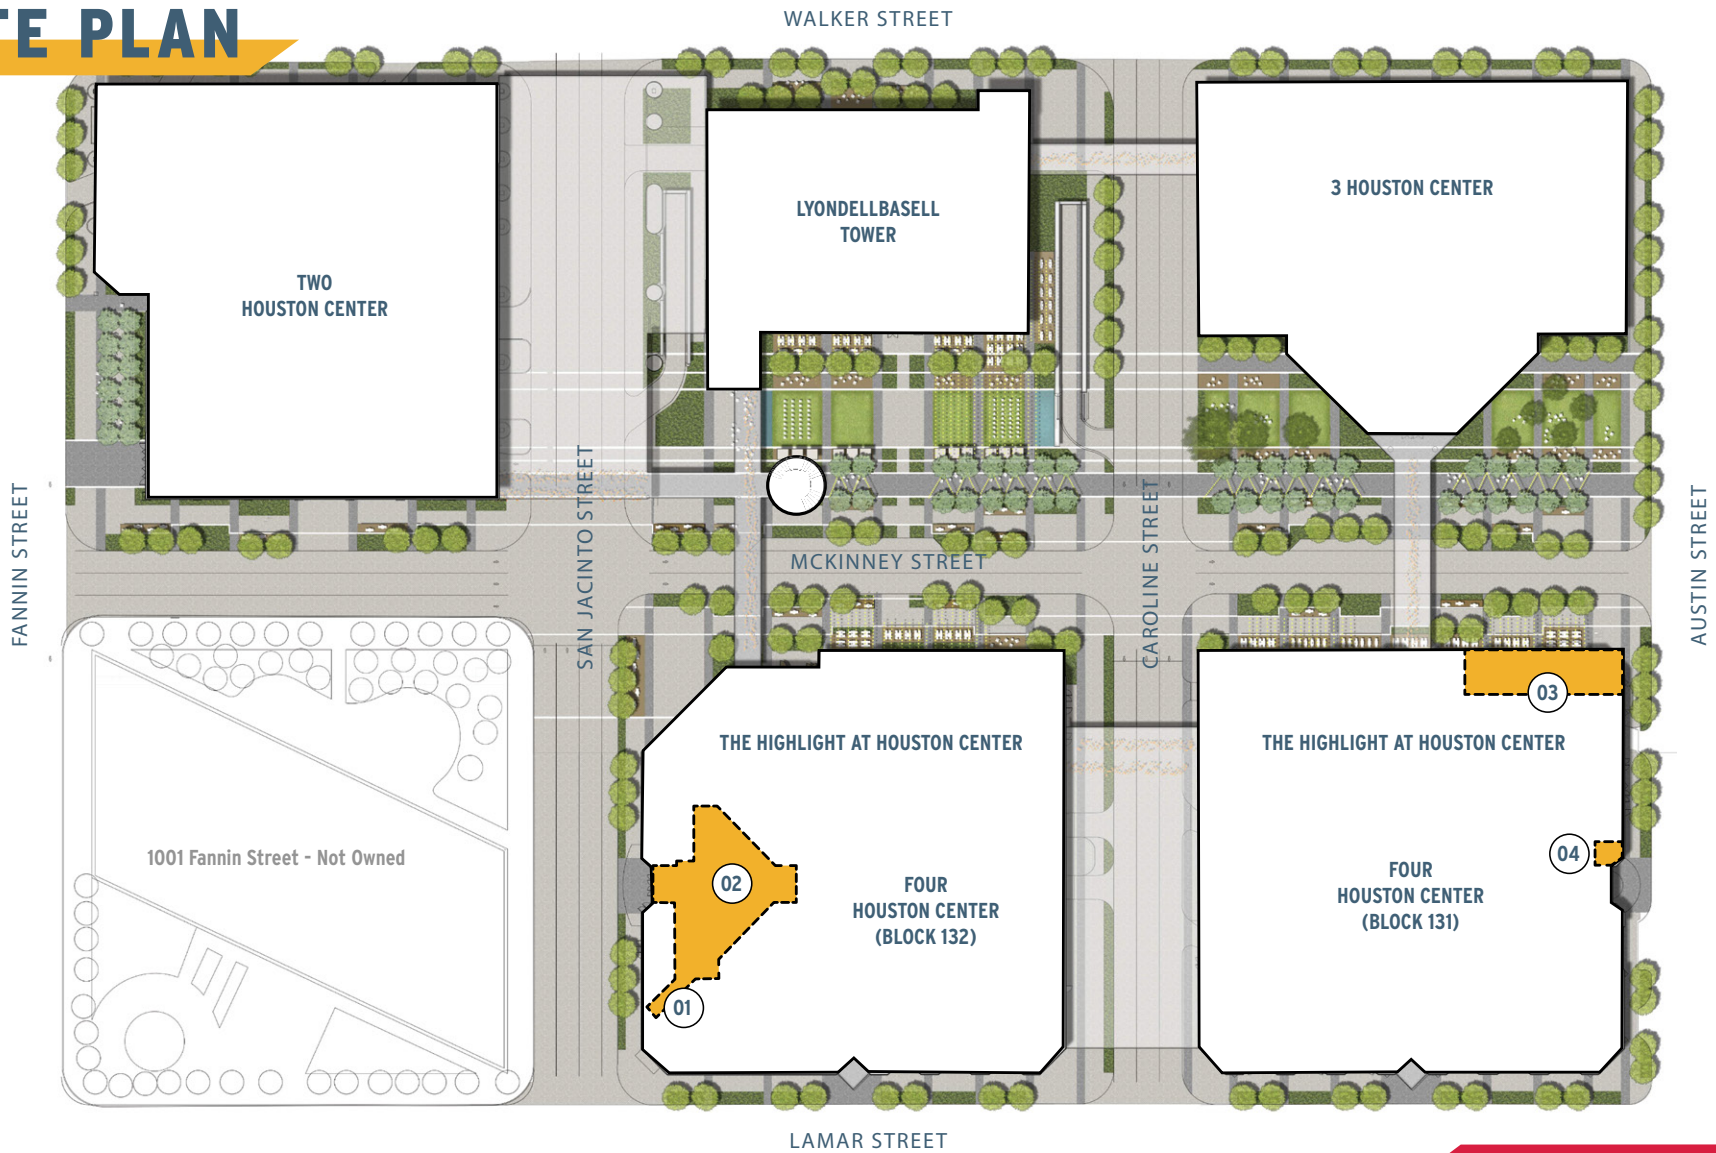 TE PLAN
WALKER STREET
TWO
HOUSTON CENTER
LYONDELLBASELL
TOWER
3 HOUSTON CENTER
FANNIN STREET
SAN JACINTO STREET
MCKINNEY STREET
CAROLINE STREET
AUSTIN STREET
1001 Fannin Street - Not Owned
THE HIGHLIGHT AT HOUSTON CENTER
02
FOUR
HOUSTON CENTER
(BLOCK 132)
01
03
THE HIGHLIGHT AT HOUSTON CENTER
04
FOUR
HOUSTON CENTER
(BLOCK 131)
LAMAR STREET